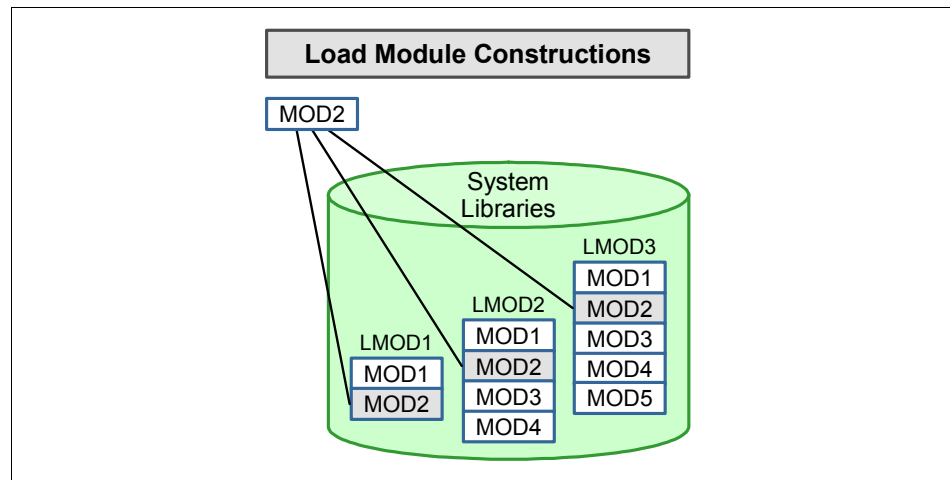 Load Module Constructions
MOD2
System
Libraries
LMOD1
MOD1
MOD2
LMOD2
MOD1
MOD2
MOD3
MOD4
LMOD3
MOD1
MOD2
MOD3
MOD4
MOD5